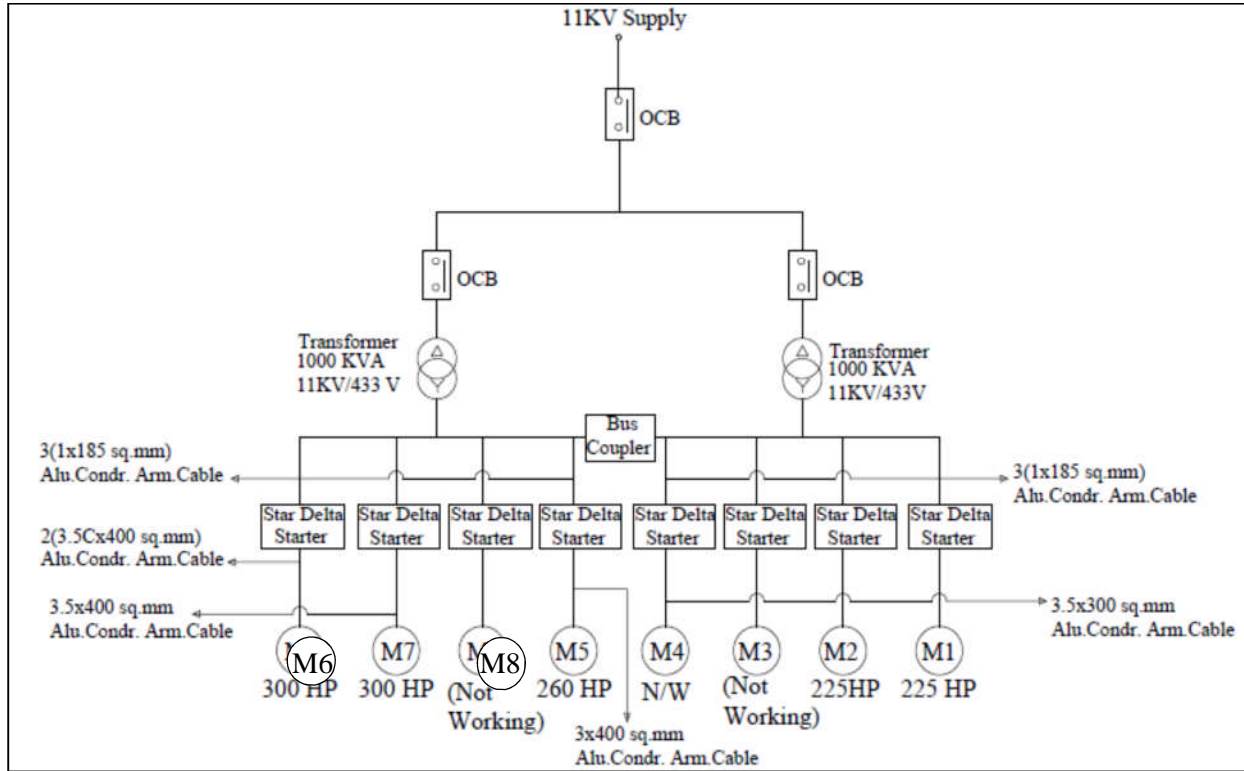 11KV Supply
OCB
OCB
OCB
Transformer
1000 KVA
11KV/433 V
Transformer
1000 KVA
11KV/433V
Bus
Coupler
3(1x185 sq.mm)
Alu.Condr. Arm.Cable
3(1x185 sq.mm)
Alu.Condr. Arm.Cable
Star Delta
Starter
Star Delta
Starter
Star Delta
Starter
Star Delta
Starter
Star Delta
Starter
Star Delta
Starter
Star Delta
Starter
Star Delta
Starter
2(3.5Cx400 sq.mm)
Alu.Condr. Arm.Cable
3.5x400 sq.mm
Alu.Condr. Arm.Cable
3.5x300 sq.mm
Alu.Condr. Arm.Cable
M6
300 HP
M7
300 HP
M8
(Not
Working)
M5
260 HP
M4
N/W
M3
(Not
Working)
M2
225HP
M1
225 HP
3x400 sq.mm
Alu.Condr. Arm.Cable